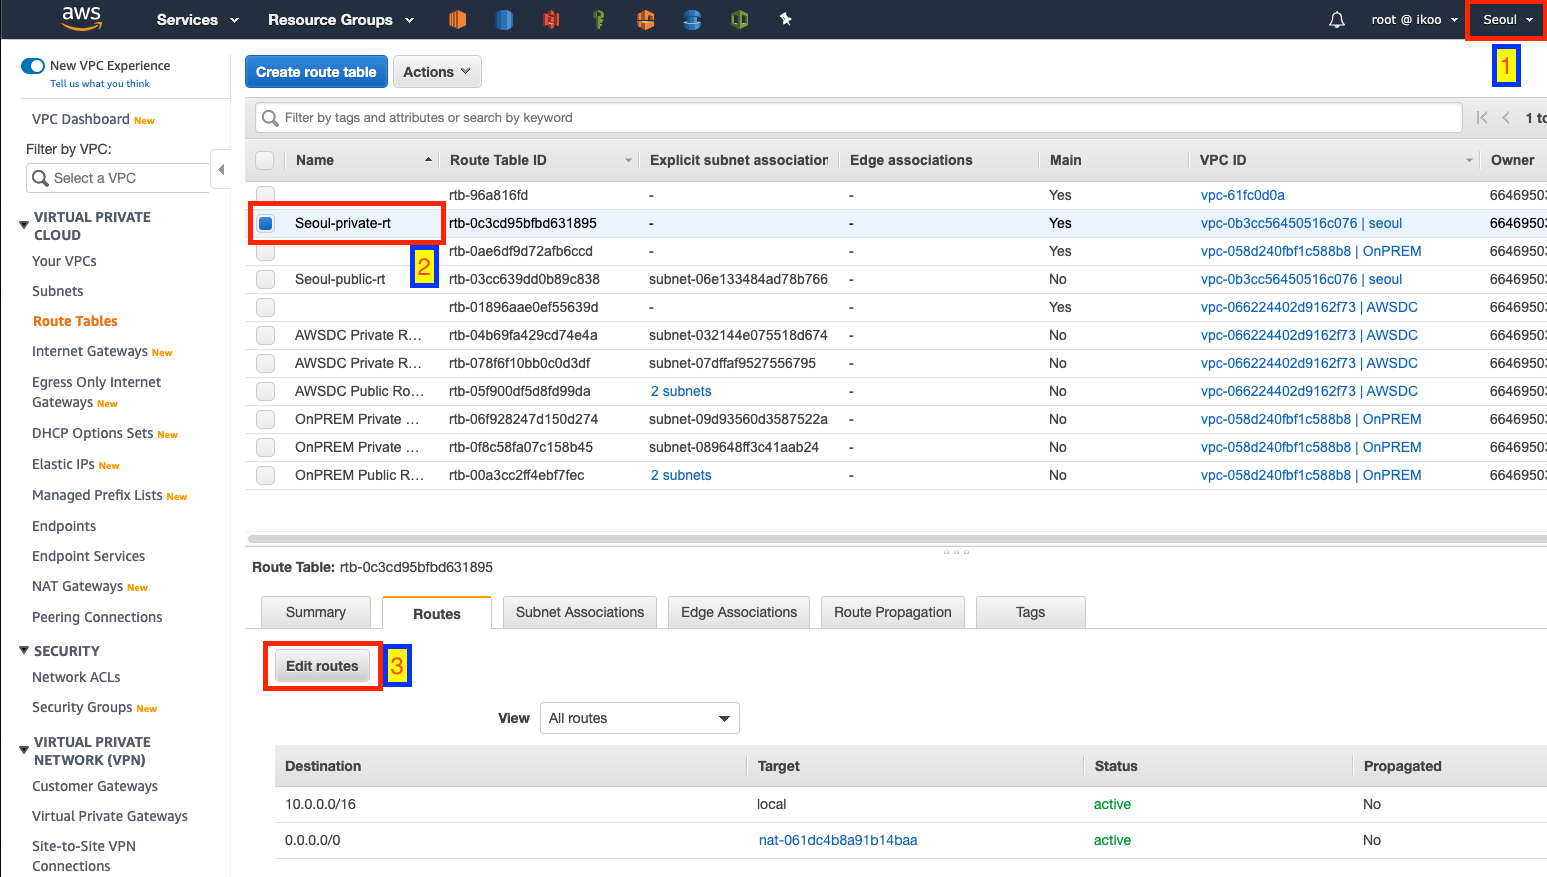 aws Services Resource Groups root @ ikoo Seoul
1
New VPC Experience
Tell us what you think
VPC Dashboard New
Filter by VPC:
Select a VPC
VIRTUAL PRIVATE
CLOUD
Your VPCs
Subnets
Route Tables
Internet Gateways New
Egress Only Internet
Gateways New
DHCP Options Sets New
Elastic IPs New
Managed Prefix Lists New
Endpoints
Endpoint Services
NAT Gateways New
Peering Connections
SECURITY
Network ACLs
Security Groups New
VIRTUAL PRIVATE
NETWORK (VPN)
Customer Gateways
Virtual Private Gateways
Site-to-Site VPN
Connections
Create route table Actions
Filter by tags and attributes or search by keyword 1 to
Name Route Table ID Explicit subnet association Edge associations Main VPC ID Owner
rtb-96a816fd - - Yes vpc-61fc0d0a 66469503
Seoul-private-rt rtb-0c3cd95bfbd631895 - - Yes vpc-0b3cc56450516c076 | seoul 66469503
2
rtb-0ae6df9d72afb6ccd - - Yes vpc-058d240fbf1c588b8 | OnPREM 66469503
Seoul-public-rt rtb-03cc639dd0b89c838 subnet-06e133484ad78b766 - No vpc-0b3cc56450516c076 | seoul 66469503
rtb-01896aae0ef55639d - - Yes vpc-066224402d9162f73 | AWSDC 66469503
AWSDC Private R... rtb-04b69fa429cd74e4a subnet-032144e075518d674 - No vpc-066224402d9162f73 | AWSDC 66469503
AWSDC Private R... rtb-078f6f10bb0c0d3df subnet-07dffaf9527556795 - No vpc-066224402d9162f73 | AWSDC 66469503
AWSDC Public Ro... rtb-05f900df5d8fd99da 2 subnets - No vpc-066224402d9162f73 | AWSDC 66469503
OnPREM Private ... rtb-06f928247d150d274 subnet-09d93560d3587522a - No vpc-058d240fbf1c588b8 | OnPREM 66469503
OnPREM Private ... rtb-0f8c58fa07c158b45 subnet-089648ff3c41aab24 - No vpc-058d240fbf1c588b8 | OnPREM 66469503
OnPREM Public R... rtb-00a3cc2ff4ebf7fec 2 subnets - No vpc-058d240fbf1c588b8 | OnPREM 66469503
Route Table: rtb-0c3cd95bfbd631895
Summary Routes Subnet Associations Edge Associations Route Propagation Tags
Edit routes 3
View All routes
Destination Target Status Propagated
10.0.0.0/16 local active No
0.0.0.0/0 nat-061dc4b8a91b14baa active No